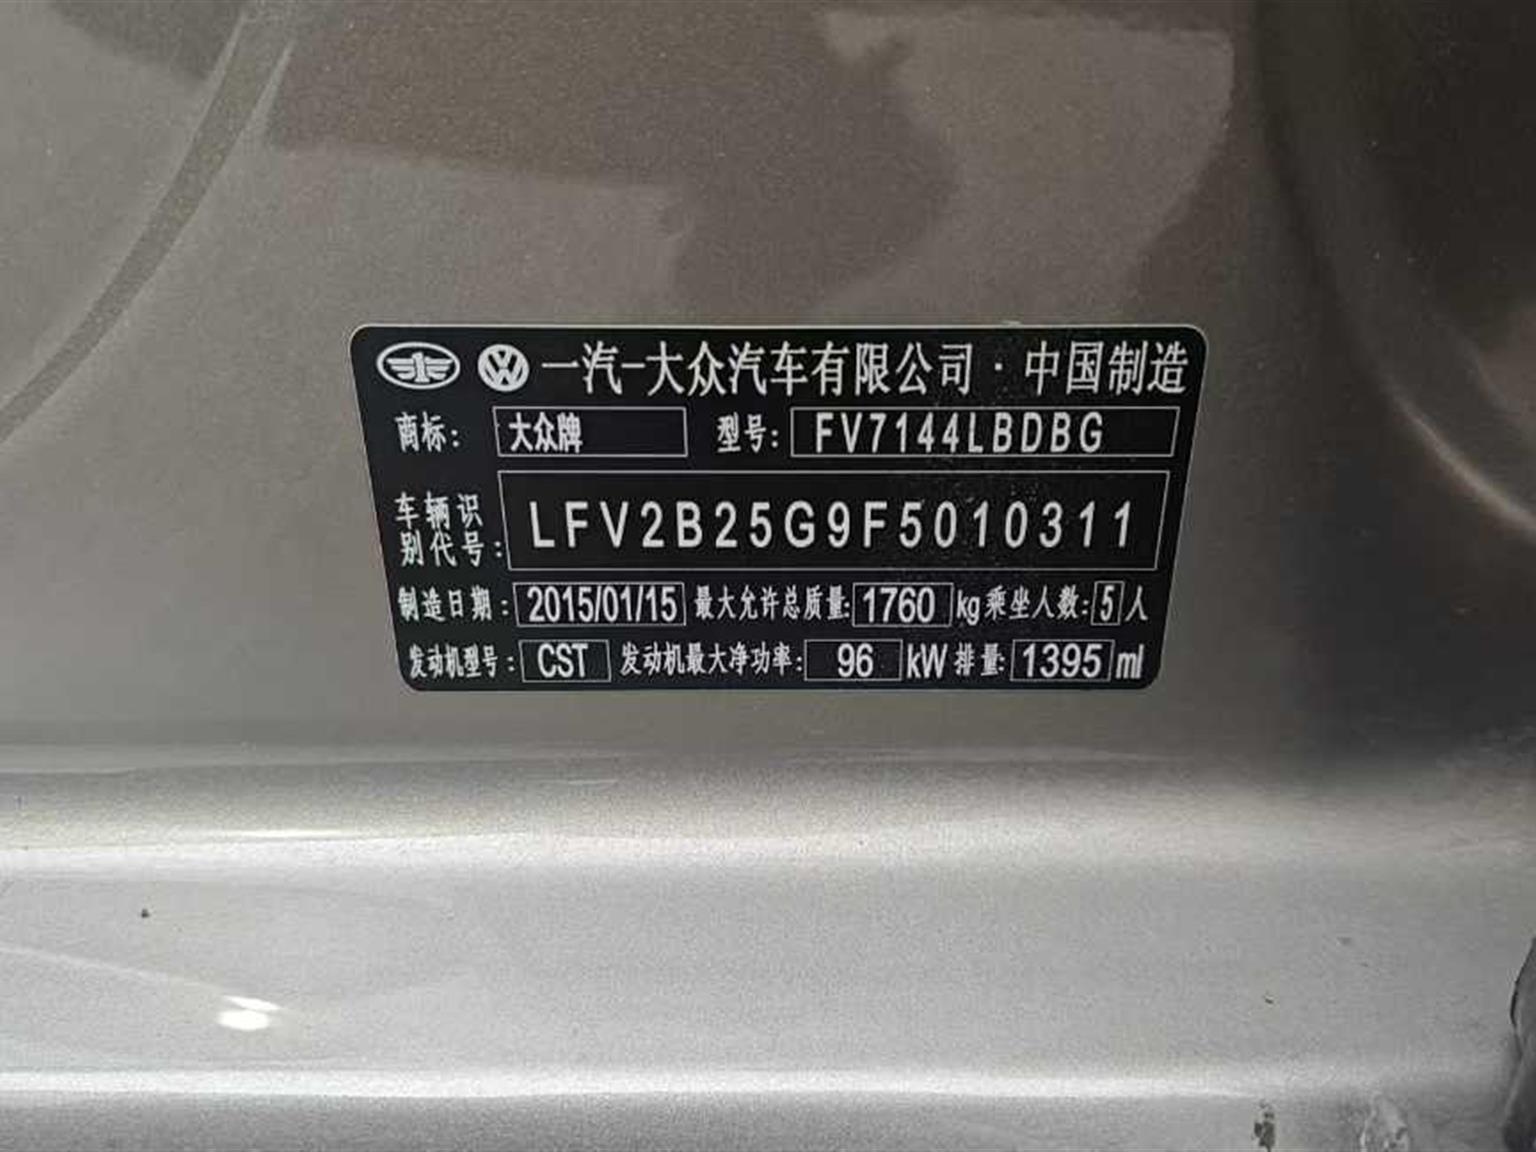 一汽-大众汽车有限公司·中国制造
商标: 大众牌 型号: FV7144LBDBG
车辆识别代号: LFV2B25G9F5010311
制造日期: 2015/01/15 最大允许总质量: 1760 kg 乘坐人数: 5 人
发动机型号: CST 发动机最大净功率: 96 kW 排量: 1395 ml